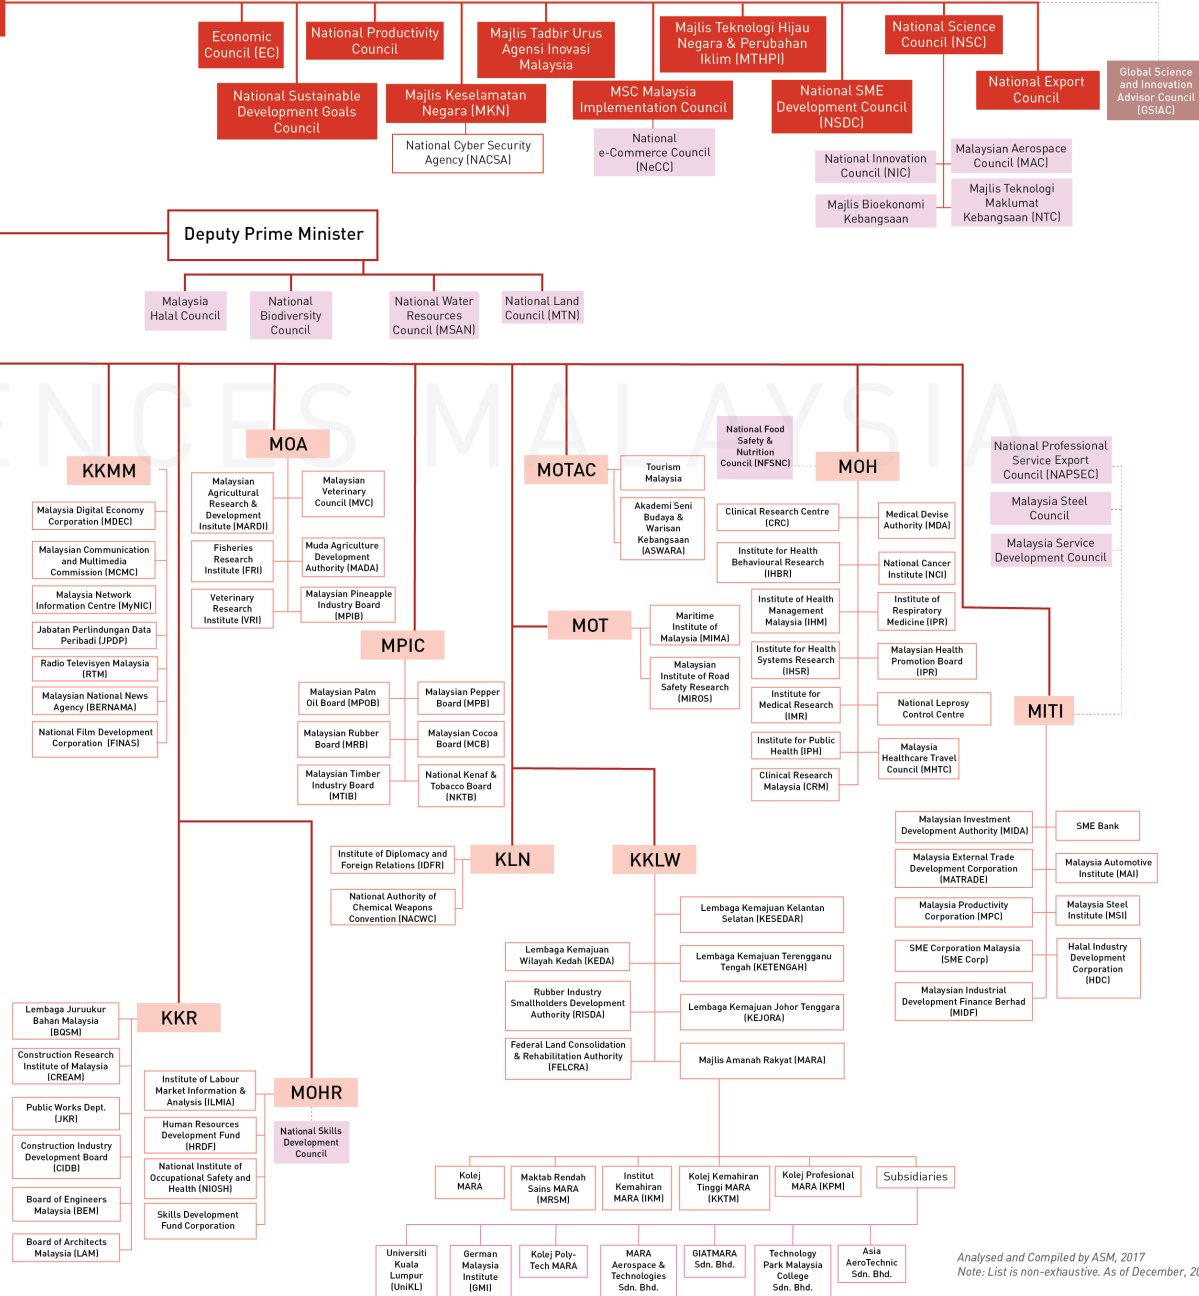 Economic
Council (EC)
National Productivity
Council
Majlis Tadbir Urus
Agensi Inovasi
Malaysia
Majlis Teknologi Hijau
Negara & Perubahan
Iklim (MTHPI)
National Science
Council (NSC)
National Sustainable
Development Goals
Council
Majlis Keselamatan
Negara (MKN)
MSC Malaysia
Implementation Council
National SME
Development Council
(NSDC)
National Export
Council
Global Science
and Innovation
Advisor Council
(GSIAC)
National Cyber Security
Agency (NACSA)
National
e-Commerce Council
(NeCC)
National Innovation
Council (NIC)
Malaysian Aerospace
Council (MAC)
Majlis Bioekonomi
Kebangsaan
Majlis Teknologi
Maklumat
Kebangsaan (NTC)
Deputy Prime Minister
Malaysia
Halal Council
National
Biodiversity
Council
National Water
Resources
Council (MSAN)
National Land
Council (MTN)
ENCES MALAYSIA
KKMM
Malaysia Digital Economy
Corporation (MDEC)
Malaysian Communication
and Multimedia
Commission (MCMC)
Malaysia Network
Information Centre (MyNIC)
Jabatan Perlindungan Data
Peribadi (JPDP)
Radio Televisyen Malaysia
(RTM)
Malaysian National News
Agency (BERNAMA)
National Film Development
Corporation (FINAS)
MOA
Malaysian
Agricultural
Research &
Development
Insitute (MARDI)
Malaysian
Veterinary
Council (MVC)
Fisheries
Research
Institute (FRI)
Muda Agriculture
Development
Authority (MADA)
Veterinary
Research
Institute (VRI)
Malaysian Pineapple
Industry Board
(MPIB)
MPIC
Malaysian Palm
Oil Board (MPOB)
Malaysian Pepper
Board (MPB)
Malaysian Rubber
Board (MRB)
Malaysian Cocoa
Board (MCB)
Malaysian Timber
Industry Board
(MTIB)
National Kenaf &
Tobacco Board
(NKTB)
MOTAC
Tourism
Malaysia
Akademi Seni
Budaya &
Warisan
Kebangsaan
(ASWARA)
MOT
Maritime
Institute of
Malaysia (MIMA)
Malaysian
Institute of Road
Safety Research
(MIROS)
National Food
Safety &
Nutrition
Council (NFSNC)
MOH
Clinical Research Centre
(CRC)
Medical Devise
Authority (MDA)
Institute for Health
Behavioural Research
(IHBR)
National Cancer
Institute (NCI)
Institute of Health
Management
Malaysia (IHM)
Institute of
Respiratory
Medicine (IPR)
Institute for Health
Systems Research
(IHSR)
Malaysian Health
Promotion Board
(IPR)
Institute for
Medical Research
(IMR)
National Leprosy
Control Centre
Institute for Public
Health (IPH)
Malaysia
Healthcare Travel
Council (MHTC)
Clinical Research
Malaysia (CRM)
National Professional
Service Export
Council (NAPSEC)
Malaysia Steel
Council
Malaysia Service
Development Council
MITI
Malaysian Investment
Development Authority (MIDA)
SME Bank
Malaysia External Trade
Development Corporation
(MATRADE)
Malaysia Automotive
Institute (MAI)
Malaysia Productivity
Corporation (MPC)
Malaysia Steel
Institute (MSI)
SME Corporation Malaysia
(SME Corp)
Halal Industry
Development
Corporation
(HDC)
Malaysian Industrial
Development Finance Berhad
(MIDF)
KLN
Institute of Diplomacy and
Foreign Relations (IDFR)
National Authority of
Chemical Weapons
Convention (NACWC)
KKLW
Lembaga Kemajuan Kelantan
Selatan (KESEDAR)
Lembaga Kemajuan
Wilayah Kedah (KEDA)
Lembaga Kemajuan Terengganu
Tengah (KETENGAH)
Rubber Industry
Smallholders Development
Authority (RISDA)
Lembaga Kemajuan Johor Tenggara
(KEJORA)
Federal Land Consolidation
& Rehabilitation Authority
(FELCRA)
Majlis Amanah Rakyat (MARA)
KKR
Lembaga Juruukur
Bahan Malaysia
(BQSM)
Construction Research
Institute of Malaysia
(CREAM)
Public Works Dept.
(JKR)
Construction Industry
Development Board
(CIDB)
Board of Engineers
Malaysia (BEM)
Board of Architects
Malaysia (LAM)
MOHR
Institute of Labour
Market Information &
Analysis (ILMIA)
Human Resources
Development Fund
(HRDF)
National Institute of
Occupational Safety and
Health (NIOSH)
Skills Development
Fund Corporation
National Skills
Development
Council
Kolej
MARA
Maktab Rendah
Sains MARA
(MRSM)
Institut
Kemahiran
MARA (IKM)
Kolej Kemahiran
Tinggi MARA
(KKTM)
Kolej Profesional
MARA (KPM)
Subsidiaries
Universiti
Kuala
Lumpur
(UniKL)
German
Malaysia
Institute
(GMI)
Kolej Poly-
Tech MARA
MARA
Aerospace &
Technologies
Sdn. Bhd.
GIATMARA
Sdn. Bhd.
Technology
Park Malaysia
College
Sdn. Bhd.
Asia
AeroTechnic
Sdn. Bhd.
Analysed and Compiled by ASM, 2017
Note: List is non-exhaustive. As of December, 20